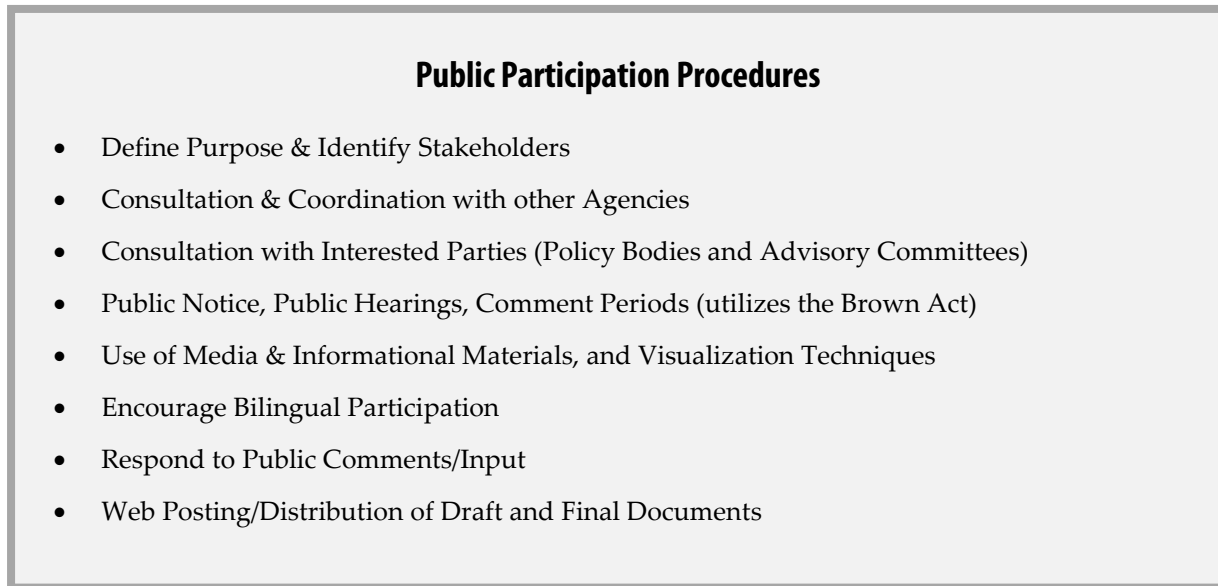 Public Participation Procedures
• Define Purpose & Identify Stakeholders
• Consultation & Coordination with other Agencies
• Consultation with Interested Parties (Policy Bodies and Advisory Committees)
• Public Notice, Public Hearings, Comment Periods (utilizes the Brown Act)
• Use of Media & Informational Materials, and Visualization Techniques
• Encourage Bilingual Participation
• Respond to Public Comments/Input
• Web Posting/Distribution of Draft and Final Documents